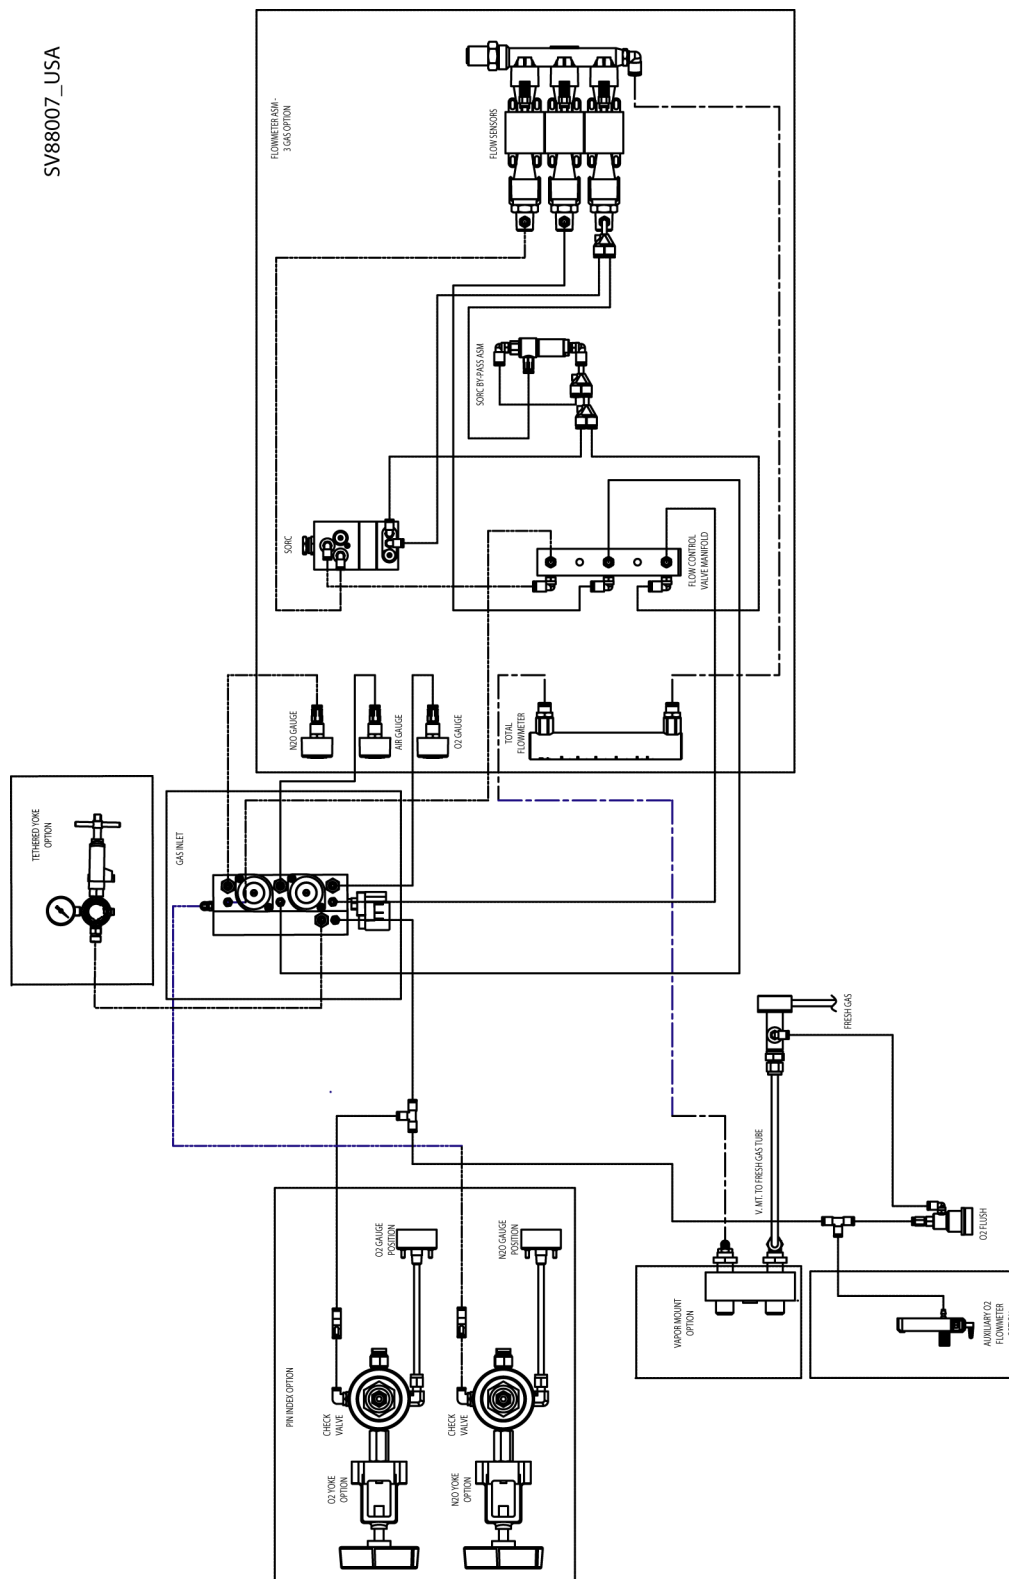 SV88007_USA
FLOWMETER ASM -
3 GAS OPTION
FLOW SENSORS
SORC BY-PASS ASM
SORC
FLOW CONTROL
VALVE MANIFOLD
N2O GAUGE
AIR GAUGE
O2 GAUGE
TOTAL
FLOWMETER
TETHERED YOKE
OPTION
GAS INLET
FRESH GAS
V. MT. TO FRESH GAS TUBE
O2 FLUSH
VAPOR MOUNT
OPTION
AUXILIARY O2
FLOWMETER
PIN INDEX OPTION
O2 GAUGE
POSITION
N2O GAUGE
POSITION
CHECK
VALVE
CHECK
VALVE
O2 YOKE
OPTION
N2O YOKE
OPTION